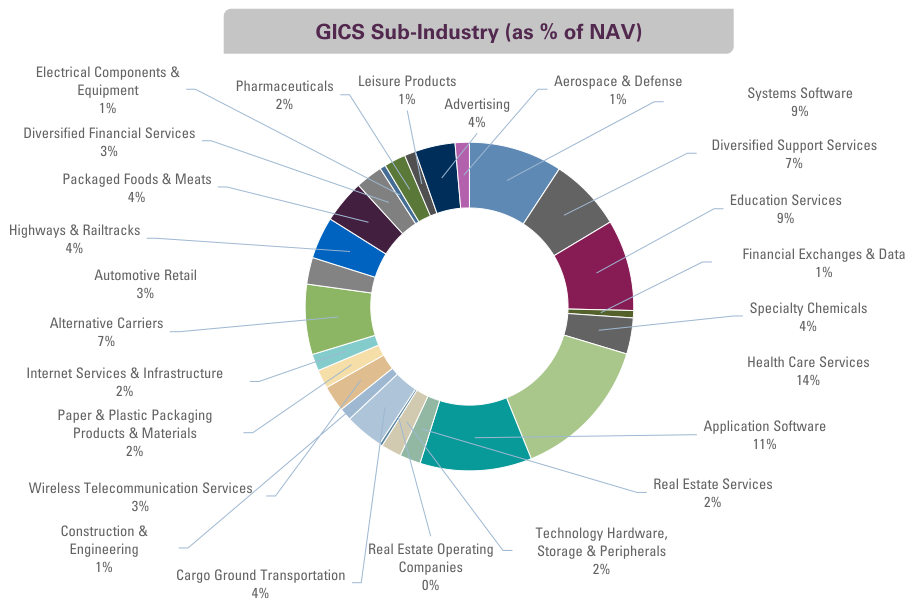 GICS Sub-Industry (as % of NAV)
Systems Software
9%
Diversified Support Services
7%
Education Services
9%
Financial Exchanges & Data
1%
Specialty Chemicals
4%
Health Care Services
14%
Application Software
11%
Real Estate Services
2%
Technology Hardware,
Storage & Peripherals
2%
Real Estate Operating
Companies
0%
Cargo Ground Transportation
4%
Construction &
Engineering
1%
Wireless Telecommunication Services
3%
Paper & Plastic Packaging
Products & Materials
2%
Internet Services & Infrastructure
2%
Alternative Carriers
7%
Automotive Retail
3%
Highways & Railtracks
4%
Packaged Foods & Meats
4%
Diversified Financial Services
3%
Electrical Components &
Equipment
1%
Pharmaceuticals
2%
Leisure Products
1%
Advertising
4%
Aerospace & Defense
1%